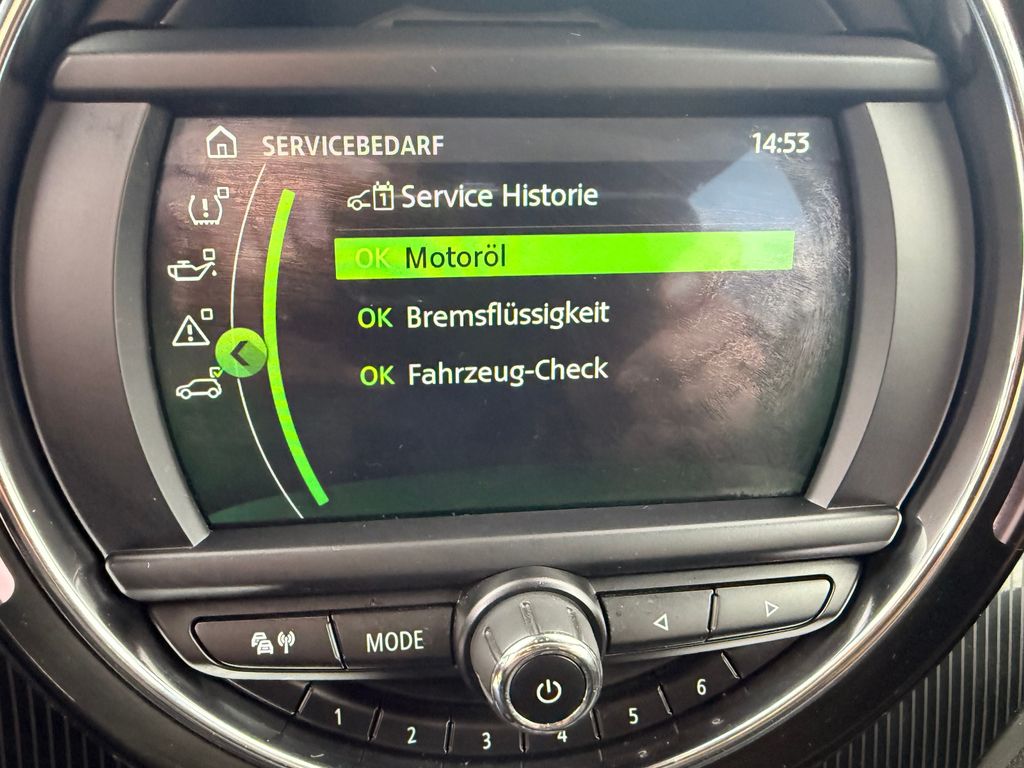 SERVICEBEDARF 14:53
1 Service Historie
OK Motoröl
OK Bremsflüssigkeit
OK Fahrzeug-Check
MODE
1 2 3 4 5 6